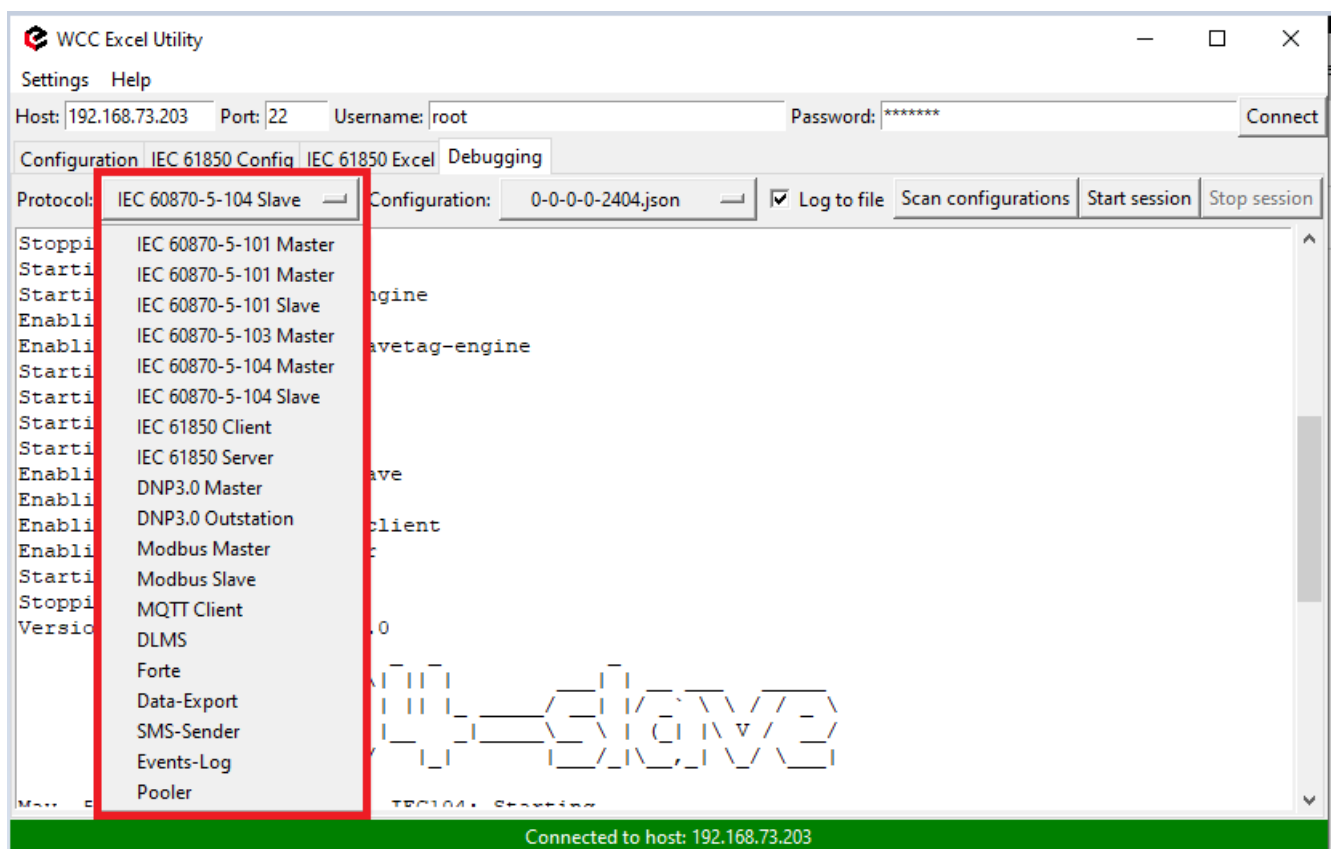 WCC Excel Utility
Settings Help
Host: 192.168.73.203 Port: 22 Username: root Password: ******* Connect
Configuration IEC 61850 Config IEC 61850 Excel Debugging
Protocol: IEC 60870-5-104 Slave Configuration: 0-0-0-0-2404.json Log to file Scan configurations Start session Stop session
IEC 60870-5-101 Master
IEC 60870-5-101 Master
IEC 60870-5-101 Slave
IEC 60870-5-103 Master
IEC 60870-5-104 Master
IEC 60870-5-104 Slave
IEC 61850 Client
IEC 61850 Server
DNP3.0 Master
DNP3.0 Outstation
Modbus Master
Modbus Slave
MQTT Client
DLMS
Forte
Data-Export
SMS-Sender
Events-Log
Pooler
Stoppi
Starti
Starti ngine
Enabli
Enabli avetag-engine
Starti
Starti
Starti
Starti
Enabli ave
Enabli
Enabli client
Enabli
Starti
Stoppi
Versio .0
4-slave
IEC104: Starting
Connected to host: 192.168.73.203